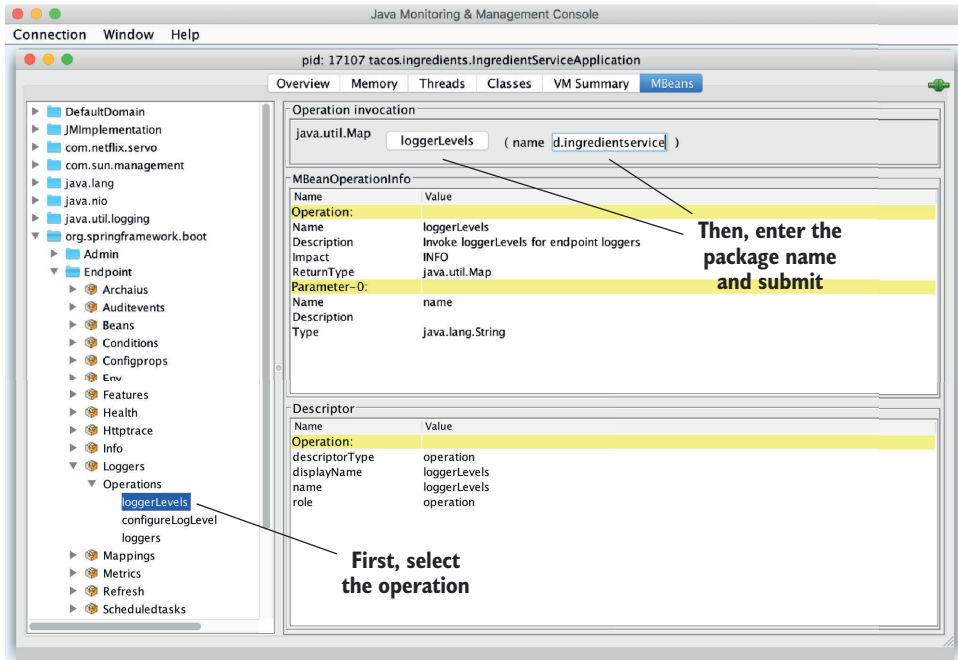 Java Monitoring & Management Console
Connection Window Help
pid: 17107 tacos.ingredients.IngredientServiceApplication
Overview Memory Threads Classes VM Summary MBeans
DefaultDomain
JMImplementation
com.netflix.servo
com.sun.management
java.lang
java.nio
java.util.logging
org.springframework.boot
Admin
Endpoint
Archaius
Auditevents
Beans
Conditions
Configprops
Env
Features
Health
Httptrace
Info
Loggers
Operations
loggerLevels
configureLogLevel
loggers
Mappings
Metrics
Refresh
Scheduledtasks
Operation invocation
java.util.Map loggerLevels ( name d.ingredientservice )
MBeanOperationInfo
Name Value
Operation:
Name loggerLevels
Description Invoke loggerLevels for endpoint loggers
Impact INFO
ReturnType java.util.Map
Parameter-0:
Name name
Description
Type java.lang.String
Descriptor
Name Value
Operation:
descriptorType operation
displayName loggerLevels
name loggerLevels
role operation
Then, enter the
package name
and submit
First, select
the operation